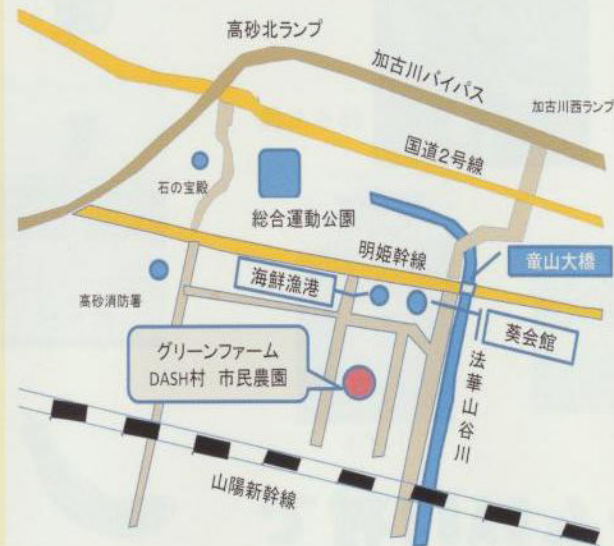 高砂北ランプ
加古川バイパス
加古川西ランプ
国道2号線
石の宝殿
総合運動公園
明姫幹線
竜山大橋
海鮮漁港
高砂消防署
葵会館
グリーンファーム
DASH村 市民農園
法華山谷川
山陽新幹線